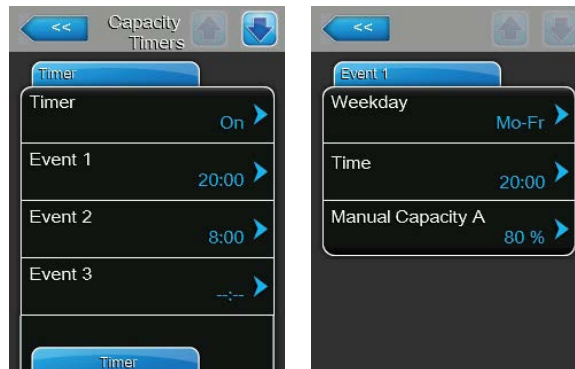 <<
Capacity
Timers
Timer
Timer
On
Event 1
20:00
Event 2
8:00
Event 3
--:--
Timer
<<
Event 1
Weekday
Mo-Fr
Time
20:00
Manual Capacity A
80 %